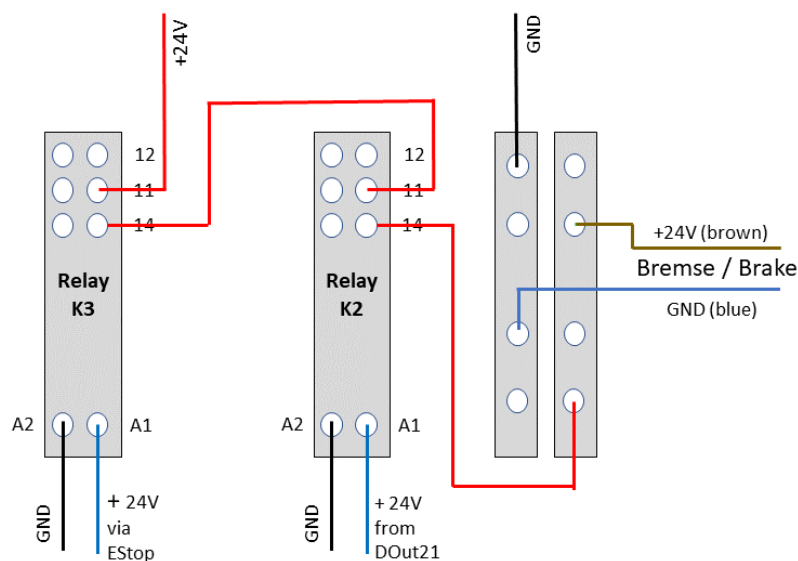 +24V
GND
12
12
11
11
14
14
+24V (brown)
Relay
K3
Relay
K2
Bremse / Brake
GND (blue)
A2
A1
A2
A1
GND
+ 24V
via
EStop
GND
+ 24V
from
DOut21